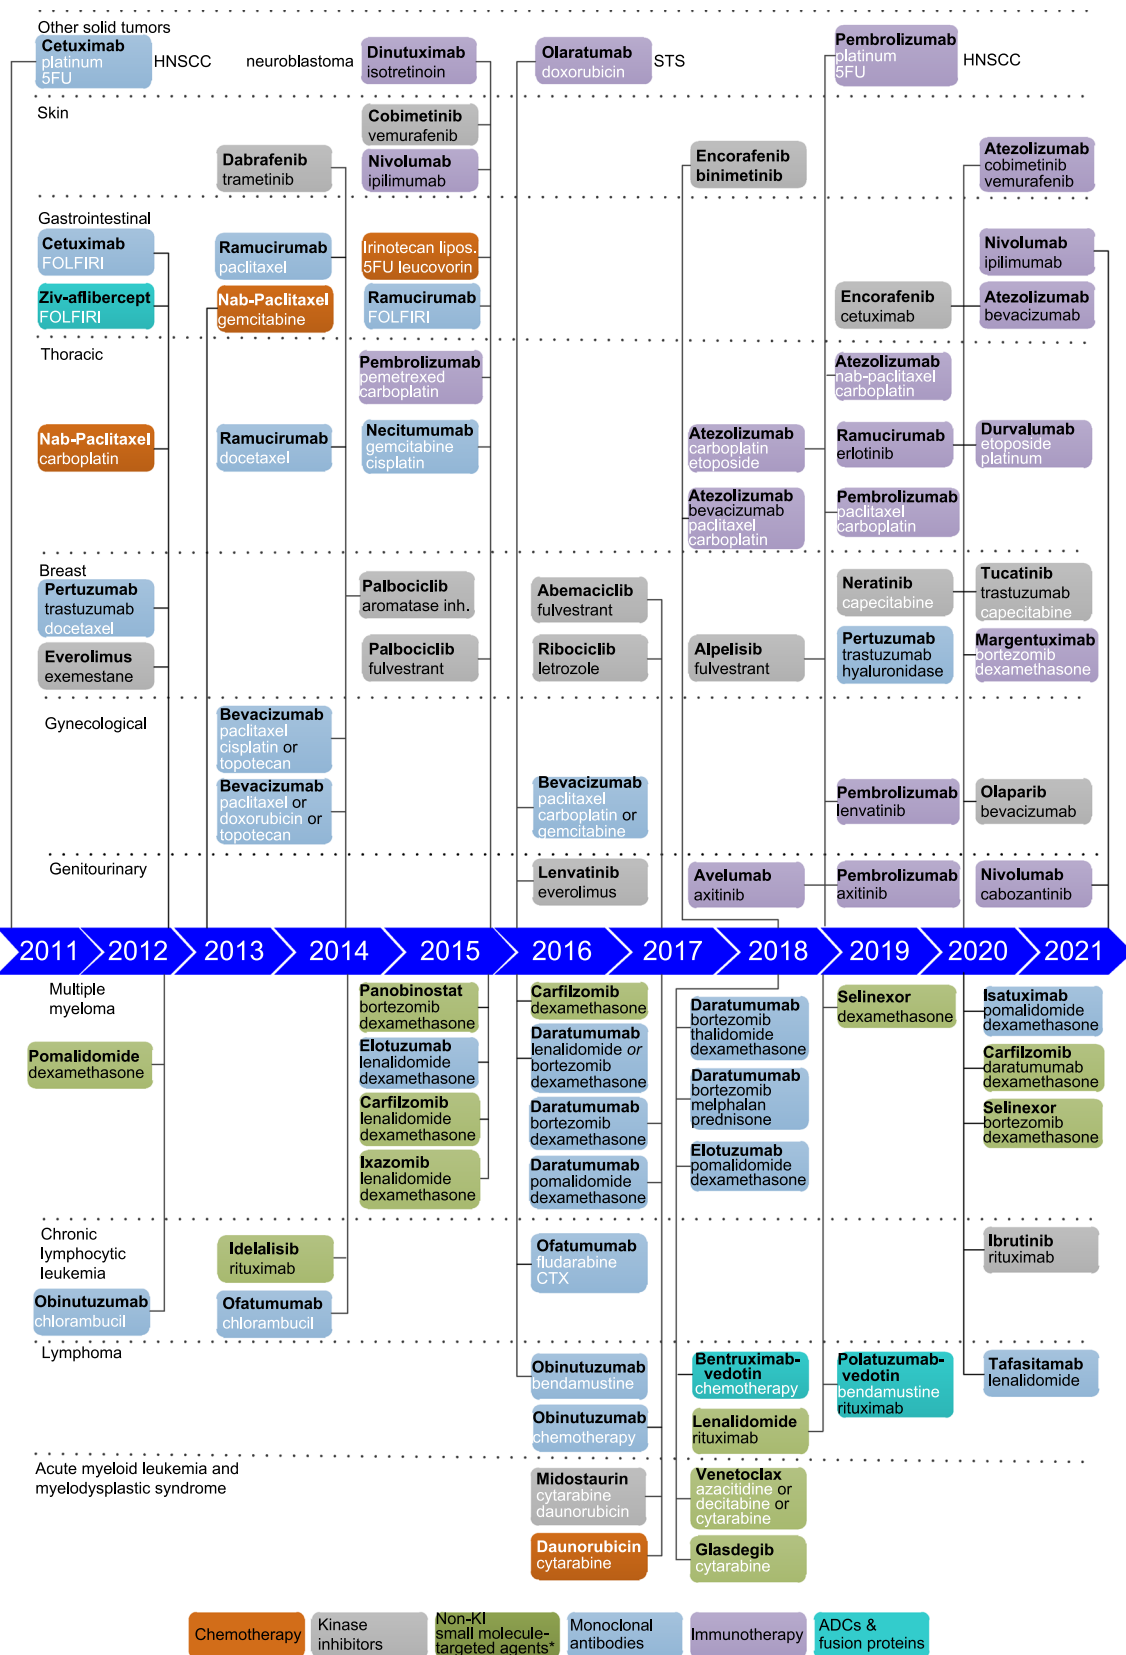 Other solid tumors
Cetuximab
platinum
5FU
HNSCC
neuroblastoma
Dinutuximab
isotretinoin
Olaratumab
doxorubicin
STS
Pembrolizumab
platinum
5FU
HNSCC
Skin
Dabrafenib
trametinib
Cobimetinib
vemurafenib
Nivolumab
ipilimumab
Encorafenib
binimetinib
Atezolizumab
cobimetinib
vemurafenib
Gastrointestinal
Cetuximab
FOLFIRI
Ziv-aflibercept
FOLFIRI
Ramucirumab
paclitaxel
Nab-Paclitaxel
gemcitabine
Irinotecan lipos.
5FU leucovorin
Ramucirumab
FOLFIRI
Encorafenib
cetuximab
Nivolumab
ipilimumab
Atezolizumab
bevacizumab
Thoracic
Nab-Paclitaxel
carboplatin
Ramucirumab
docetaxel
Pembrolizumab
pemetrexed
carboplatin
Necitumumab
gemcitabine
cisplatin
Atezolizumab
carboplatin
etoposide
Atezolizumab
bevacizumab
paclitaxel
carboplatin
Atezolizumab
nab-paclitaxel
carboplatin
Ramucirumab
erlotinib
Pembrolizumab
paclitaxel
carboplatin
Durvalumab
etoposide
platinum
Breast
Pertuzumab
trastuzumab
docetaxel
Everolimus
exemestane
Palbociclib
aromatase inh.
Palbociclib
fulvestrant
Abemaciclib
fulvestrant
Ribociclib
letrozole
Alpelisib
fulvestrant
Neratinib
capecitabine
Pertuzumab
trastuzumab
hyaluronidase
Tucatinib
trastuzumab
capecitabine
Margentuximab
bortezomib
dexamethasone
Gynecological
Bevacizumab
paclitaxel
cisplatin or
topotecan
Bevacizumab
paclitaxel or
doxorubicin or
topotecan
Bevacizumab
paclitaxel
carboplatin or
gemcitabine
Pembrolizumab
lenvatinib
Olaparib
bevacizumab
Genitourinary
Lenvatinib
everolimus
Avelumab
axitinib
Pembrolizumab
axitinib
Nivolumab
cabozantinib
2011 2012 2013 2014 2015 2016 2017 2018 2019 2020 2021
Multiple
myeloma
Pomalidomide
dexamethasone
Panobinostat
bortezomib
dexamethasone
Elotuzumab
lenalidomide
dexamethasone
Carfilzomib
lenalidomide
dexamethasone
Ixazomib
lenalidomide
dexamethasone
Carfilzomib
dexamethasone
Daratumumab
lenalidomide or
bortezomib
dexamethasone
Daratumumab
bortezomib
dexamethasone
Daratumumab
pomalidomide
dexamethasone
Daratumumab
bortezomib
thalidomide
dexamethasone
Daratumumab
bortezomib
melphalan
prednisone
Elotuzumab
pomalidomide
dexamethasone
Selinexor
dexamethasone
Isatuximab
pomalidomide
dexamethasone
Carfilzomib
daratumumab
dexamethasone
Selinexor
bortezomib
dexamethasone
Chronic
lymphocytic
leukemia
Obinutuzumab
chlorambucil
Idelalisib
rituximab
Ofatumumab
chlorambucil
Ofatumumab
fludarabine
CTX
Ibrutinib
rituximab
Lymphoma
Obinutuzumab
bendamustine
Obinutuzumab
chemotherapy
Bentruximab-
vedotin
chemotherapy
Lenalidomide
rituximab
Polatuzumab-
vedotin
bendamustine
rituximab
Tafasitamab
lenalidomide
Acute myeloid leukemia and
myelodysplastic syndrome
Midostaurin
cytarabine
daunorubicin
Daunorubicin
cytarabine
Venetoclax
azacitidine or
decitabine or
cytarabine
Glasdegib
cytarabine
Chemotherapy
Kinase
inhibitors
Non-KI
small molecule-
targeted agents*
Monoclonal
antibodies
Immunotherapy
ADCs &
fusion proteins